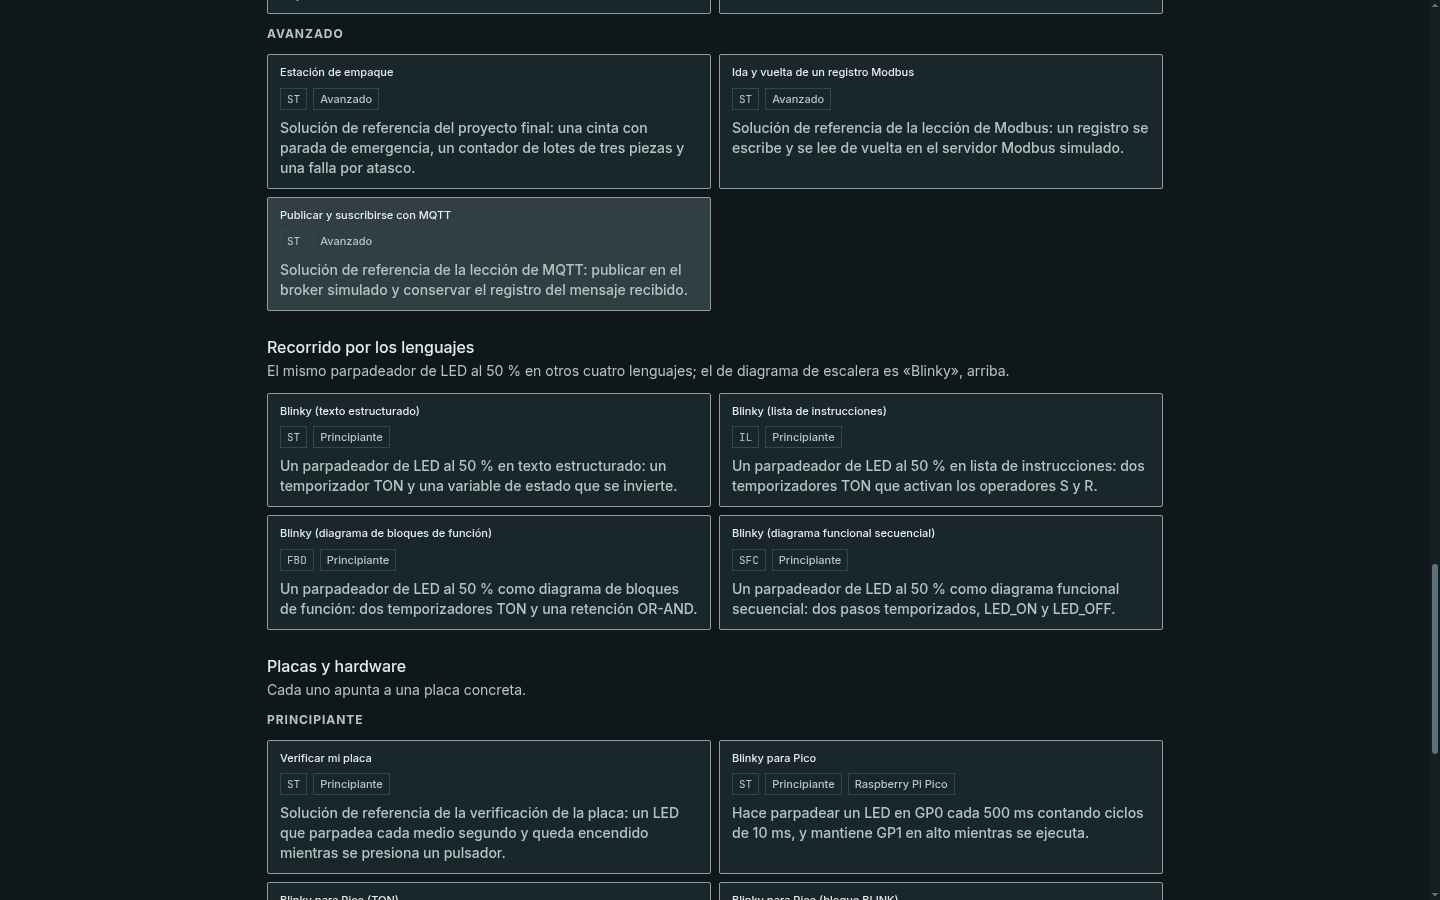 AVANZADO
Estación de empaque
ST Avanzado
Solución de referencia del proyecto final: una cinta con
parada de emergencia, un contador de lotes de tres piezas y
una falla por atasco.
Ida y vuelta de un registro Modbus
ST Avanzado
Solución de referencia de la lección de Modbus: un registro se
escribe y se lee de vuelta en el servidor Modbus simulado.
Publicar y suscribirse con MQTT
ST Avanzado
Solución de referencia de la lección de MQTT: publicar en el
broker simulado y conservar el registro del mensaje recibido.
Recorrido por los lenguajes
El mismo parpadeador de LED al 50 % en otros cuatro lenguajes; el de diagrama de escalera es «Blinky», arriba.
Blinky (texto estructurado)
ST Principiante
Un parpadeador de LED al 50 % en texto estructurado: un
temporizador TON y una variable de estado que se invierte.
Blinky (lista de instrucciones)
IL Principiante
Un parpadeador de LED al 50 % en lista de instrucciones: dos
temporizadores TON que activan los operadores S y R.
Blinky (diagrama de bloques de función)
FBD Principiante
Un parpadeador de LED al 50 % como diagrama de bloques
de función: dos temporizadores TON y una retención OR-AND.
Blinky (diagrama funcional secuencial)
SFC Principiante
Un parpadeador de LED al 50 % como diagrama funcional
secuencial: dos pasos temporizados, LED_ON y LED_OFF.
Placas y hardware
Cada uno apunta a una placa concreta.
PRINCIPIANTE
Verificar mi placa
ST Principiante
Solución de referencia de la verificación de la placa: un LED
que parpadea cada medio segundo y queda encendido
mientras se presiona un pulsador.
Blinky para Pico
ST Principiante Raspberry Pi Pico
Hace parpadear un LED en GP0 cada 500 ms contando ciclos
de 10 ms, y mantiene GP1 en alto mientras se ejecuta.
Blinky para Pico (TON)
Blinky para Pico (bloque BLINK)